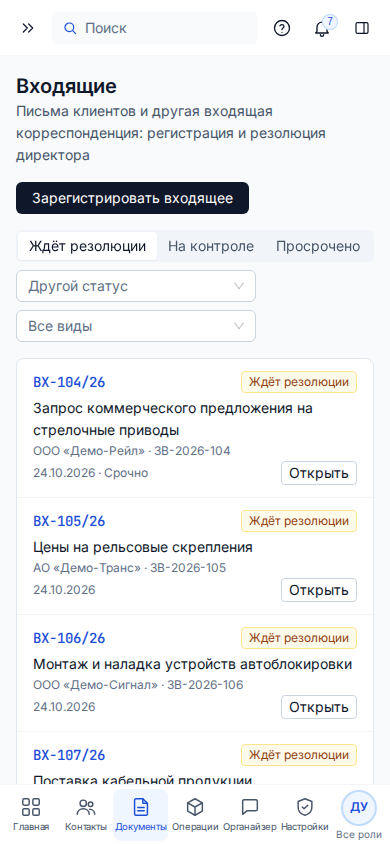 Поиск
7
Входящие
Письма клиентов и другая входящая
корреспонденция: регистрация и резолюция
директора
Зарегистрировать входящее
Ждёт резолюции
На контроле
Просрочено
Другой статус
Все виды
ВХ-104/26
Ждёт резолюции
Запрос коммерческого предложения на
стрелочные приводы
ООО «Демо-Рейл» · ЗВ-2026-104
24.10.2026 · Срочно
Открыть
ВХ-105/26
Ждёт резолюции
Цены на рельсовые скрепления
АО «Демо-Транс» · ЗВ-2026-105
24.10.2026
Открыть
ВХ-106/26
Ждёт резолюции
Монтаж и наладка устройств автоблокировки
ООО «Демо-Сигнал» · ЗВ-2026-106
24.10.2026
Открыть
ВХ-107/26
Ждёт резолюции
Поставка кабельной продукции
Главная
Контакты
Документы
Операции
Органайзер
Настройки
ДУ
Все роли